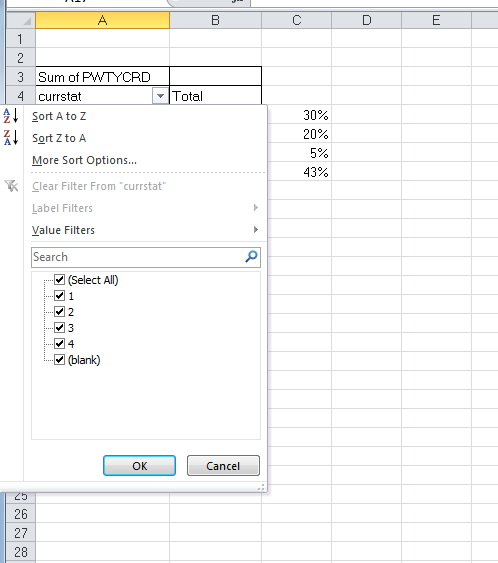 A B C D E F
1
2
3 Sum of PWTYCRD
4 currstat Total
Sort A to Z 30%
Sort Z to A 20%
More Sort Options... 5%
Clear Filter From "currstat" 43%
Label Filters
Value Filters
Search
(Select All)
1
2
3
4
(blank)
OK Cancel
25
26
27
28